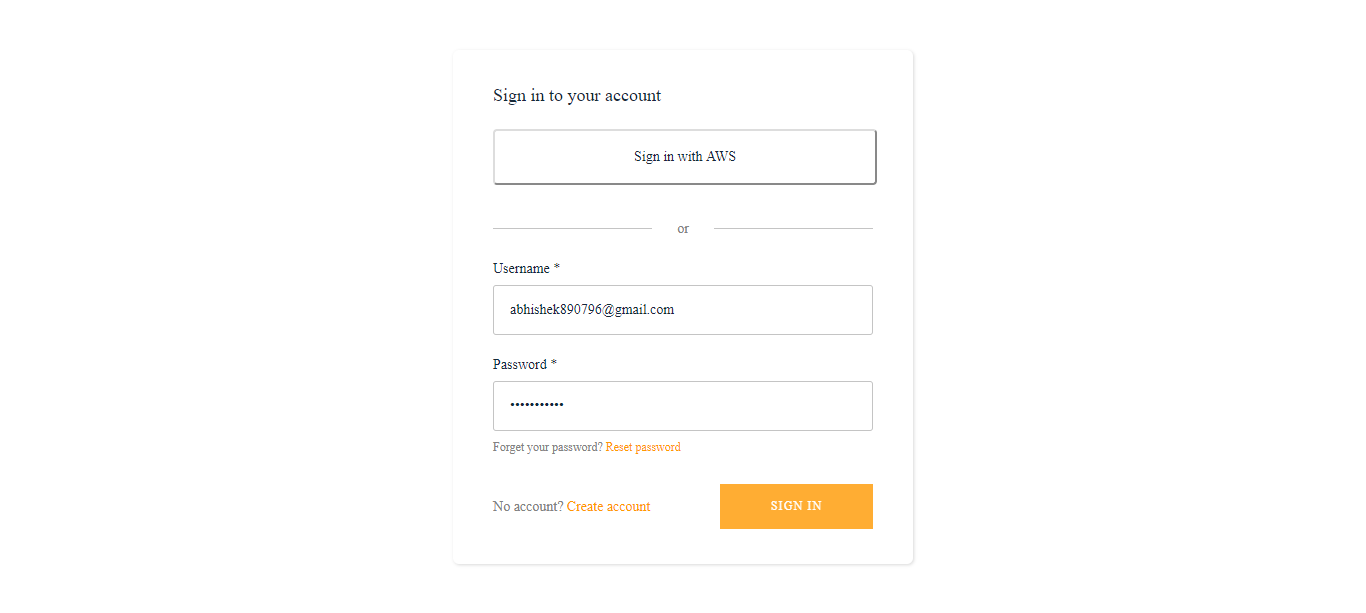 Sign in to your account
Sign in with AWS
or
Username *
abhishek890796@gmail.com
Password *
•••••••••••
Forget your password? Reset password
No account? Create account
SIGN IN